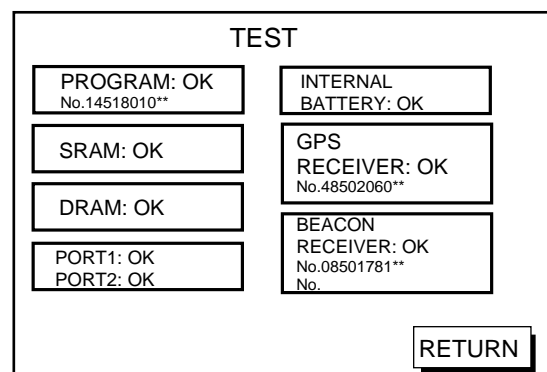 TEST
PROGRAM: OK
No.14518010**
SRAM: OK
DRAM: OK
PORT1: OK
PORT2: OK
INTERNAL
BATTERY: OK
GPS
RECEIVER: OK
No.48502060**
BEACON
RECEIVER: OK
No.08501781**
No.
RETURN